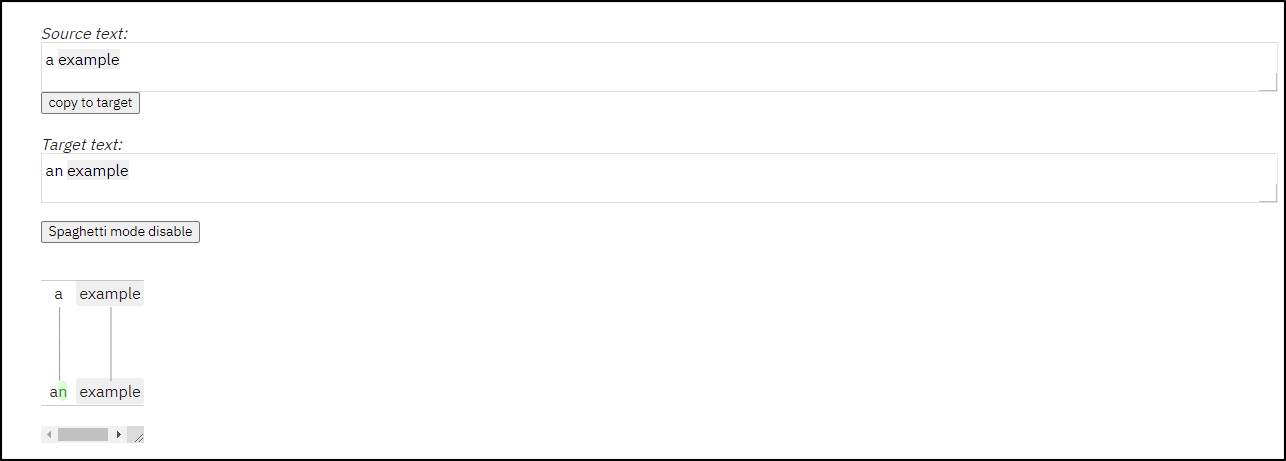 Source text:
a example
copy to target
Target text:
an example
Spaghetti mode disable
a example
an example